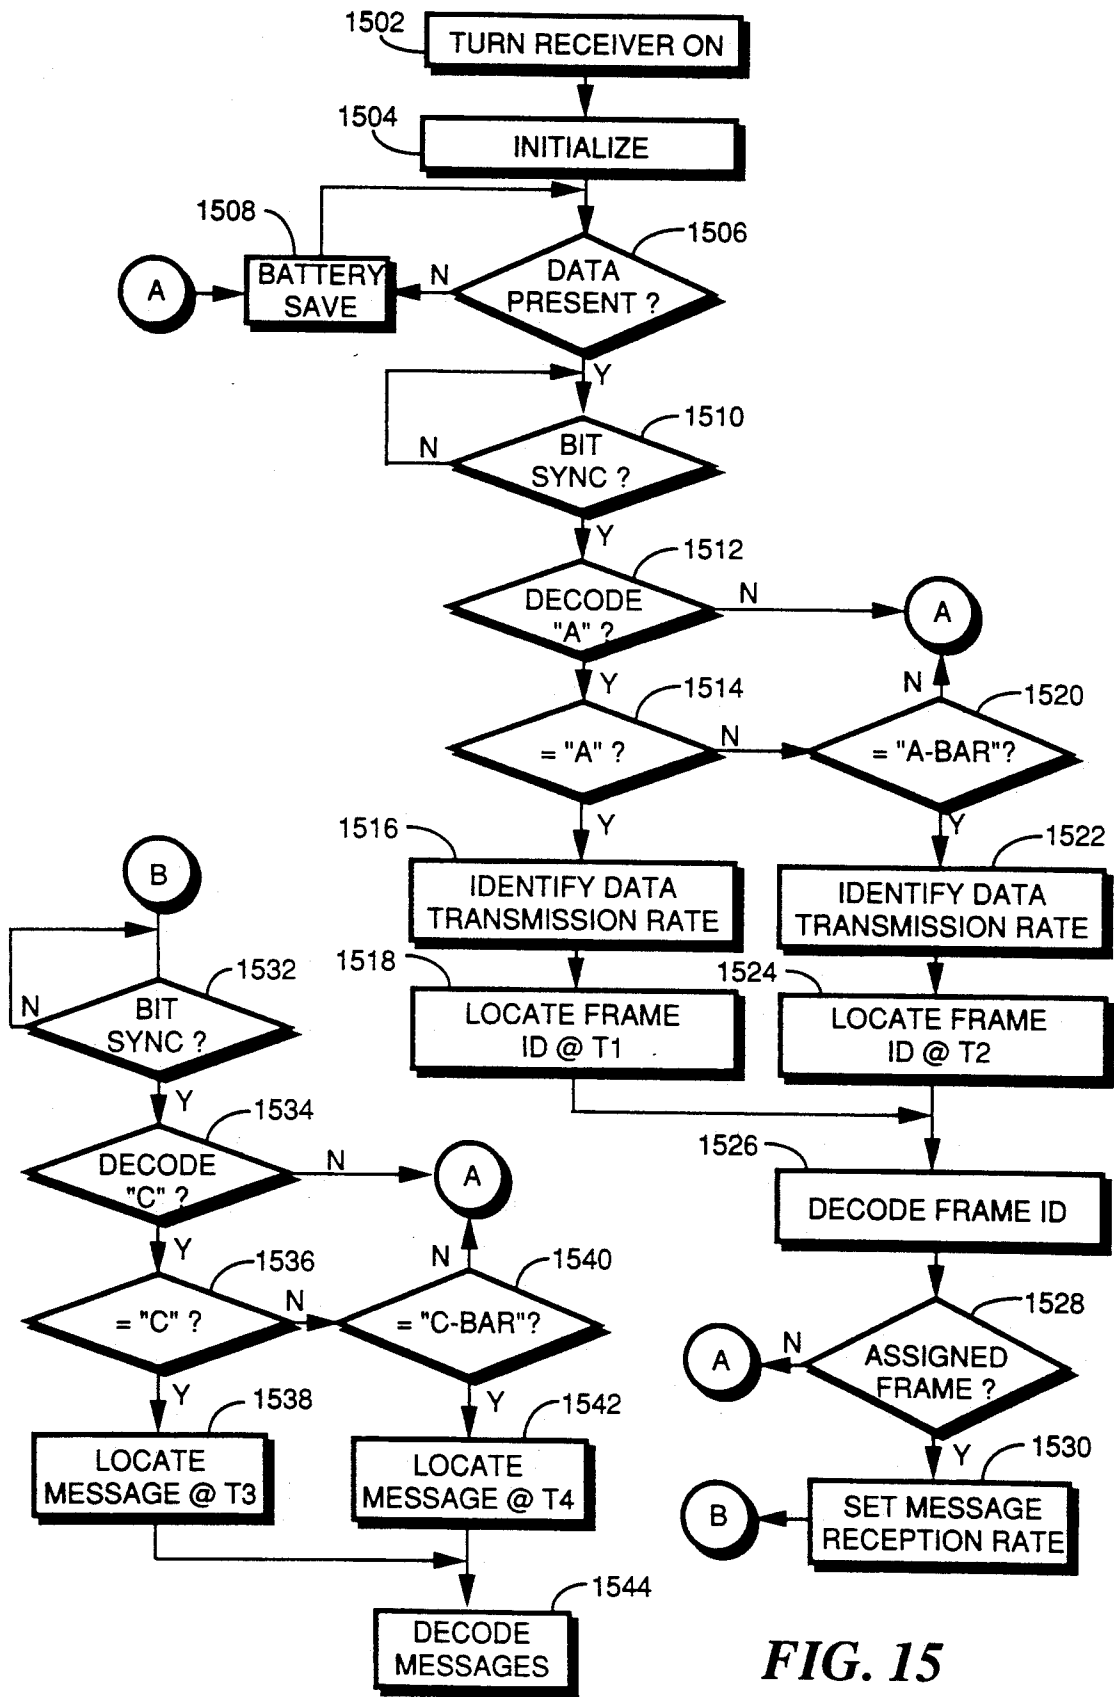 1502
TURN RECEIVER ON
1504
INITIALIZE
1508
1506
A
BATTERY
SAVE
N
DATA
PRESENT ?
Y
1510
N
BIT
SYNC ?
Y
1512
DECODE
"A" ?
N
A
Y
1514
= "A" ?
N
N
1520
= "A-BAR"?
Y
Y
1516
IDENTIFY DATA
TRANSMISSION RATE
1522
IDENTIFY DATA
TRANSMISSION RATE
1518
LOCATE FRAME
ID @ T1
1524
LOCATE FRAME
ID @ T2
1526
DECODE FRAME ID
1528
ASSIGNED
FRAME ?
N
A
Y
1530
SET MESSAGE
RECEPTION RATE
B
B
1532
N
BIT
SYNC ?
Y
1534
DECODE
"C" ?
N
A
Y
1536
= "C" ?
N
N
1540
= "C-BAR"?
Y
Y
1538
LOCATE
MESSAGE @ T3
1542
LOCATE
MESSAGE @ T4
1544
DECODE
MESSAGES
FIG. 15